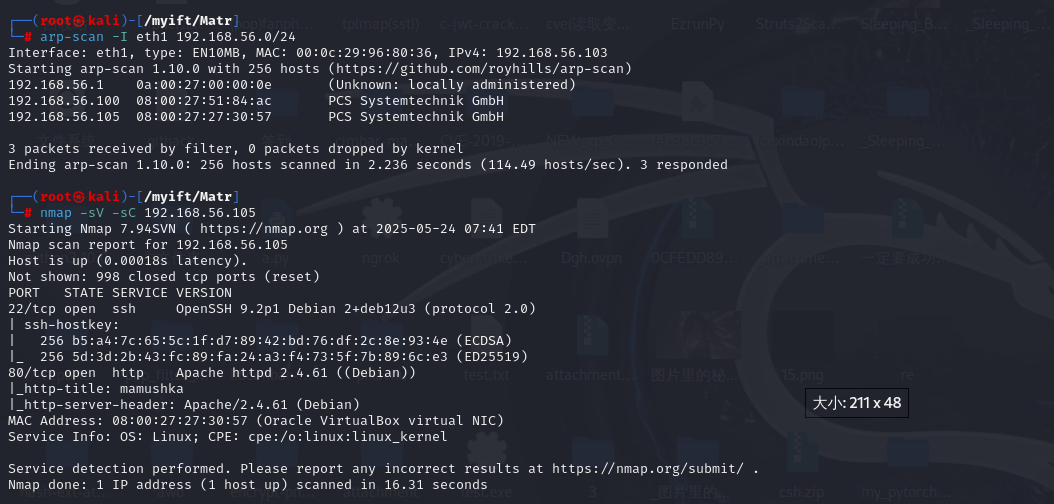 ┌──(root㉿kali)-[/myift/Matr]
└─# arp-scan -I eth1 192.168.56.0/24
Interface: eth1, type: EN10MB, MAC: 00:0c:29:96:80:36, IPv4: 192.168.56.103
Starting arp-scan 1.10.0 with 256 hosts (https://github.com/royhills/arp-scan)
192.168.56.1    0a:00:27:00:00:0e       (Unknown: locally administered)
192.168.56.100  08:00:27:51:84:ac       PCS Systemtechnik GmbH
192.168.56.105  08:00:27:27:30:57       PCS Systemtechnik GmbH
3 packets received by filter, 0 packets dropped by kernel
Ending arp-scan 1.10.0: 256 hosts scanned in 2.236 seconds (114.49 hosts/sec). 3 responded
┌──(root㉿kali)-[/myift/Matr]
└─# nmap -sV -sC 192.168.56.105
Starting Nmap 7.94SVN ( https://nmap.org ) at 2025-05-24 07:41 EDT
Nmap scan report for 192.168.56.105
Host is up (0.00018s latency).
Not shown: 998 closed tcp ports (reset)
PORT   STATE SERVICE VERSION
22/tcp open  ssh     OpenSSH 9.2p1 Debian 2+deb12u3 (protocol 2.0)
| ssh-hostkey:
|   256 b5:a4:7c:65:5c:1f:d7:89:42:bd:76:df:2c:8e:93:4e (ECDSA)
|_  256 5d:3d:2b:43:fc:89:fa:24:a3:f4:73:5f:7b:89:6c:e3 (ED25519)
80/tcp open  http    Apache httpd 2.4.61 ((Debian))
|_http-title: mamushka
|_http-server-header: Apache/2.4.61 (Debian)
MAC Address: 08:00:27:27:30:57 (Oracle VirtualBox virtual NIC)
Service Info: OS: Linux; CPE: cpe:/o:linux:linux_kernel
Service detection performed. Please report any incorrect results at https://nmap.org/submit/ .
Nmap done: 1 IP address (1 host up) scanned in 16.31 seconds
大小: 211 x 48